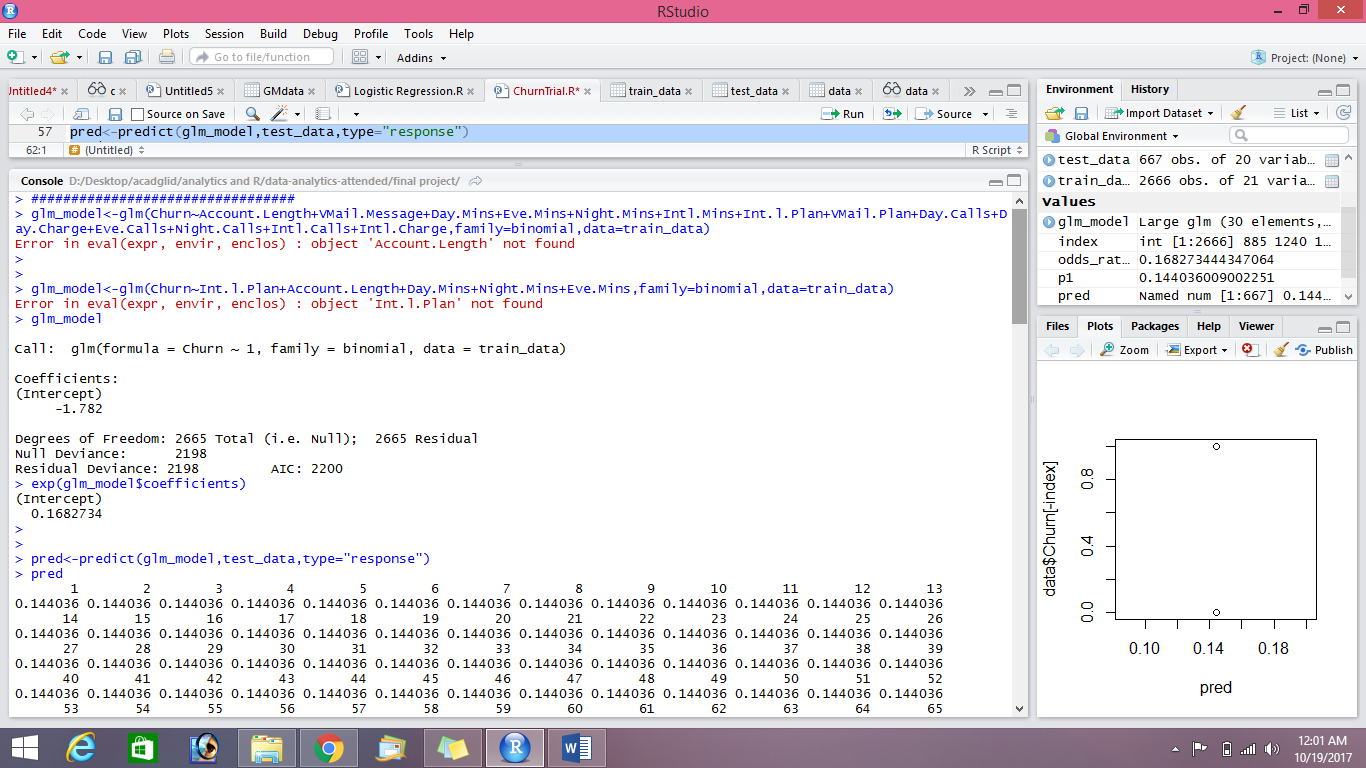 RStudio
File Edit Code View Plots Session Build Debug Profile Tools Help
Go to file/function Addins Project: (None)
Untitled4* c Untitled5 GMdata Logistic Regression.R ChurnTrial.R* train_data test_data data data
Source on Save Run Source
57 pred<-predict(glm_model,test_data,type="response")
62:1 (Untitled) R Script
Console D:/Desktop/acadglid/analytics and R/data-analytics-attended/final project/
> #################################
> glm_model<-glm(Churn~Account.Length+VMail.Message+Day.Mins+Eve.Mins+Night.Mins+Intl.Mins+Int.l.Plan+VMail.Plan+Day.Calls+D
ay.Charge+Eve.Calls+Night.Calls+Intl.Calls+Intl.Charge,family=binomial,data=train_data)
Error in eval(expr, envir, enclos) : object 'Account.Length' not found
>
>
> glm_model<-glm(Churn~Int.l.Plan+Account.Length+Day.Mins+Night.Mins+Eve.Mins,family=binomial,data=train_data)
Error in eval(expr, envir, enclos) : object 'Int.l.Plan' not found
> glm_model
Call:  glm(formula = Churn ~ 1, family = binomial, data = train_data)
Coefficients:
(Intercept)
-1.782
Degrees of Freedom: 2665 Total (i.e. Null);  2665 Residual
Null Deviance:      2198
Residual Deviance: 2198         AIC: 2200
> exp(glm_model$coefficients)
(Intercept)
0.1682734
>
>
> pred<-predict(glm_model,test_data,type="response")
> pred
1 2 3 4 5 6 7 8 9 10 11 12 13
0.144036 0.144036 0.144036 0.144036 0.144036 0.144036 0.144036 0.144036 0.144036 0.144036 0.144036 0.144036 0.144036
14 15 16 17 18 19 20 21 22 23 24 25 26
0.144036 0.144036 0.144036 0.144036 0.144036 0.144036 0.144036 0.144036 0.144036 0.144036 0.144036 0.144036 0.144036
27 28 29 30 31 32 33 34 35 36 37 38 39
0.144036 0.144036 0.144036 0.144036 0.144036 0.144036 0.144036 0.144036 0.144036 0.144036 0.144036 0.144036 0.144036
40 41 42 43 44 45 46 47 48 49 50 51 52
0.144036 0.144036 0.144036 0.144036 0.144036 0.144036 0.144036 0.144036 0.144036 0.144036 0.144036 0.144036 0.144036
53 54 55 56 57 58 59 60 61 62 63 64 65
Environment History
Import Dataset List
Global Environment
test_data 667 obs. of 20 variab...
train_da... 2666 obs. of 21 varia...
Values
glm_model Large glm (30 elements,...
index int [1:2666] 885 1240 1...
odds_rat... 0.168273444347064
p1 0.144036009002251
pred Named num [1:667] 0.144...
Files Plots Packages Help Viewer
Zoom Export Publish
data$Churn[-index]
0.8
0.4
0.0
0.10 0.14 0.18
pred
12:01 AM
10/19/2017